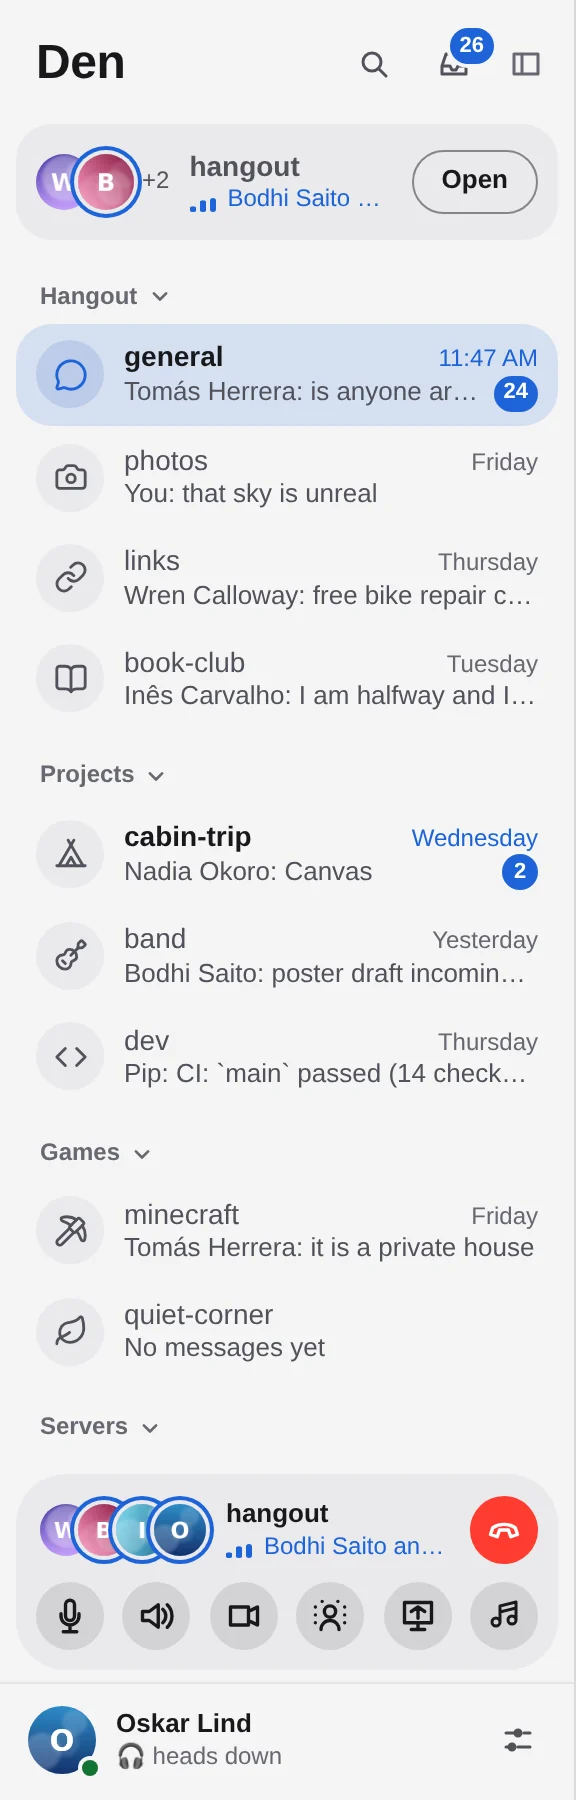 Den
26
W B +2
hangout
Bodhi Saito …
Open
Hangout
general
11:47 AM
Tomás Herrera: is anyone ar…
24
photos
Friday
You: that sky is unreal
links
Thursday
Wren Calloway: free bike repair c…
book-club
Tuesday
Inês Carvalho: I am halfway and I…
Projects
cabin-trip
Wednesday
Nadia Okoro: Canvas
2
band
Yesterday
Bodhi Saito: poster draft incomin…
dev
Thursday
Pip: CI: `main` passed (14 check…
Games
minecraft
Friday
Tomás Herrera: it is a private house
quiet-corner
No messages yet
Servers
W B I O
hangout
Bodhi Saito an…
O
Oskar Lind
🎧 heads down